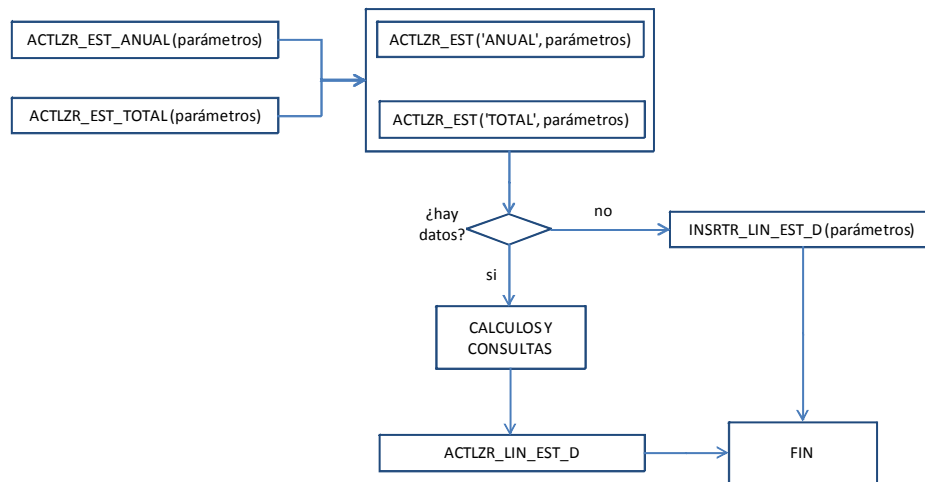 ACTLZR_EST_ANUAL (parámetros)
ACTLZR_EST_TOTAL (parámetros)
ACTLZR_EST ('ANUAL', parámetros)
ACTLZR_EST ('TOTAL', parámetros)
¿hay
datos?
no
INSRTR_LIN_EST_D (parámetros)
si
CALCULOS Y
CONSULTAS
ACTLZR_LIN_EST_D
FIN